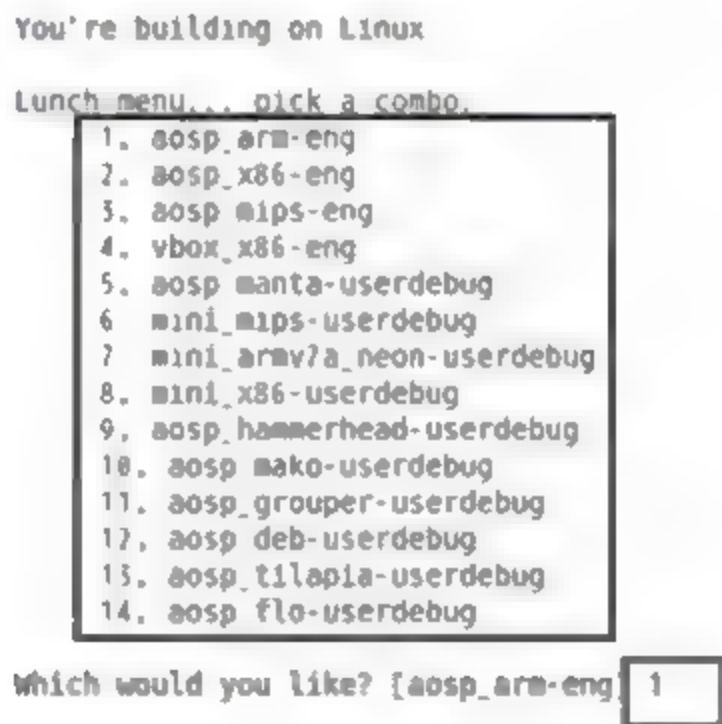 You're building on Linux
Lunch menu... pick a combo.
1. aosp_arm-eng
2. aosp_x86-eng
3. aosp_mips-eng
4. vbox_x86-eng
5. aosp_manta-userdebug
6. mini_mips-userdebug
7. mini_armv7a_neon-userdebug
8. mini_x86-userdebug
9. aosp_hammerhead-userdebug
10. aosp_mako-userdebug
11. aosp_grouper-userdebug
12. aosp_deb-userdebug
13. aosp_tilapia-userdebug
14. aosp_flo-userdebug
Which would you like? [aosp_arm-eng] 1